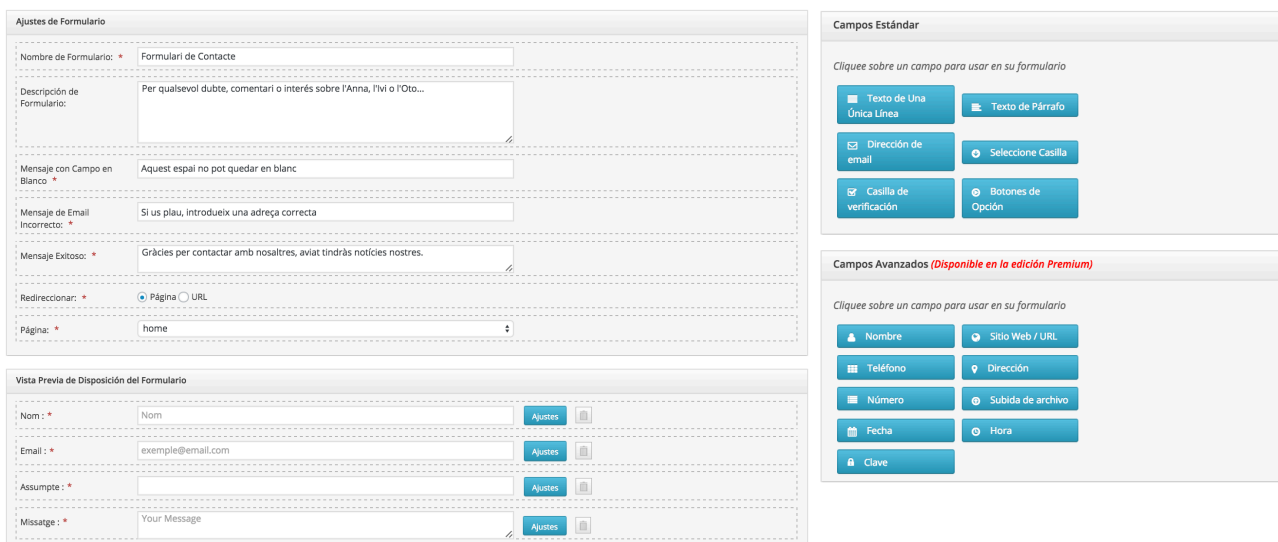 Ajustes de Formulario
Nombre de Formulario: *
Formulari de Contacte
Descripción de
Formulario:
Per qualsevol dubte, comentari o interés sobre l'Anna, l'Ivi o l'Oto...
Mensaje con Campo en
Blanco *
Aquest espai no pot quedar en blanc
Mensaje de Email
Incorrecto: *
Si us plau, introdueix una adreça correcta
Mensaje Exitoso: *
Gràcies per contactar amb nosaltres, aviat tindràs notícies nostres.
Redireccionar: *
Página URL
Página: *
home
Vista Previa de Disposición del Formulario
Nom : *
Nom
Ajustes
Email : *
exemple@email.com
Ajustes
Assumpte : *
Ajustes
Missatge : *
Your Message
Ajustes
Campos Estándar
Cliquee sobre un campo para usar en su formulario
Texto de Una
Única Línea
Texto de Párrafo
Dirección de
email
Seleccione Casilla
Casilla de
verificación
Botones de
Opción
Campos Avanzados (Disponible en la edición Premium)
Cliquee sobre un campo para usar en su formulario
Nombre
Sitio Web / URL
Teléfono
Dirección
Número
Subida de archivo
Fecha
Hora
Clave